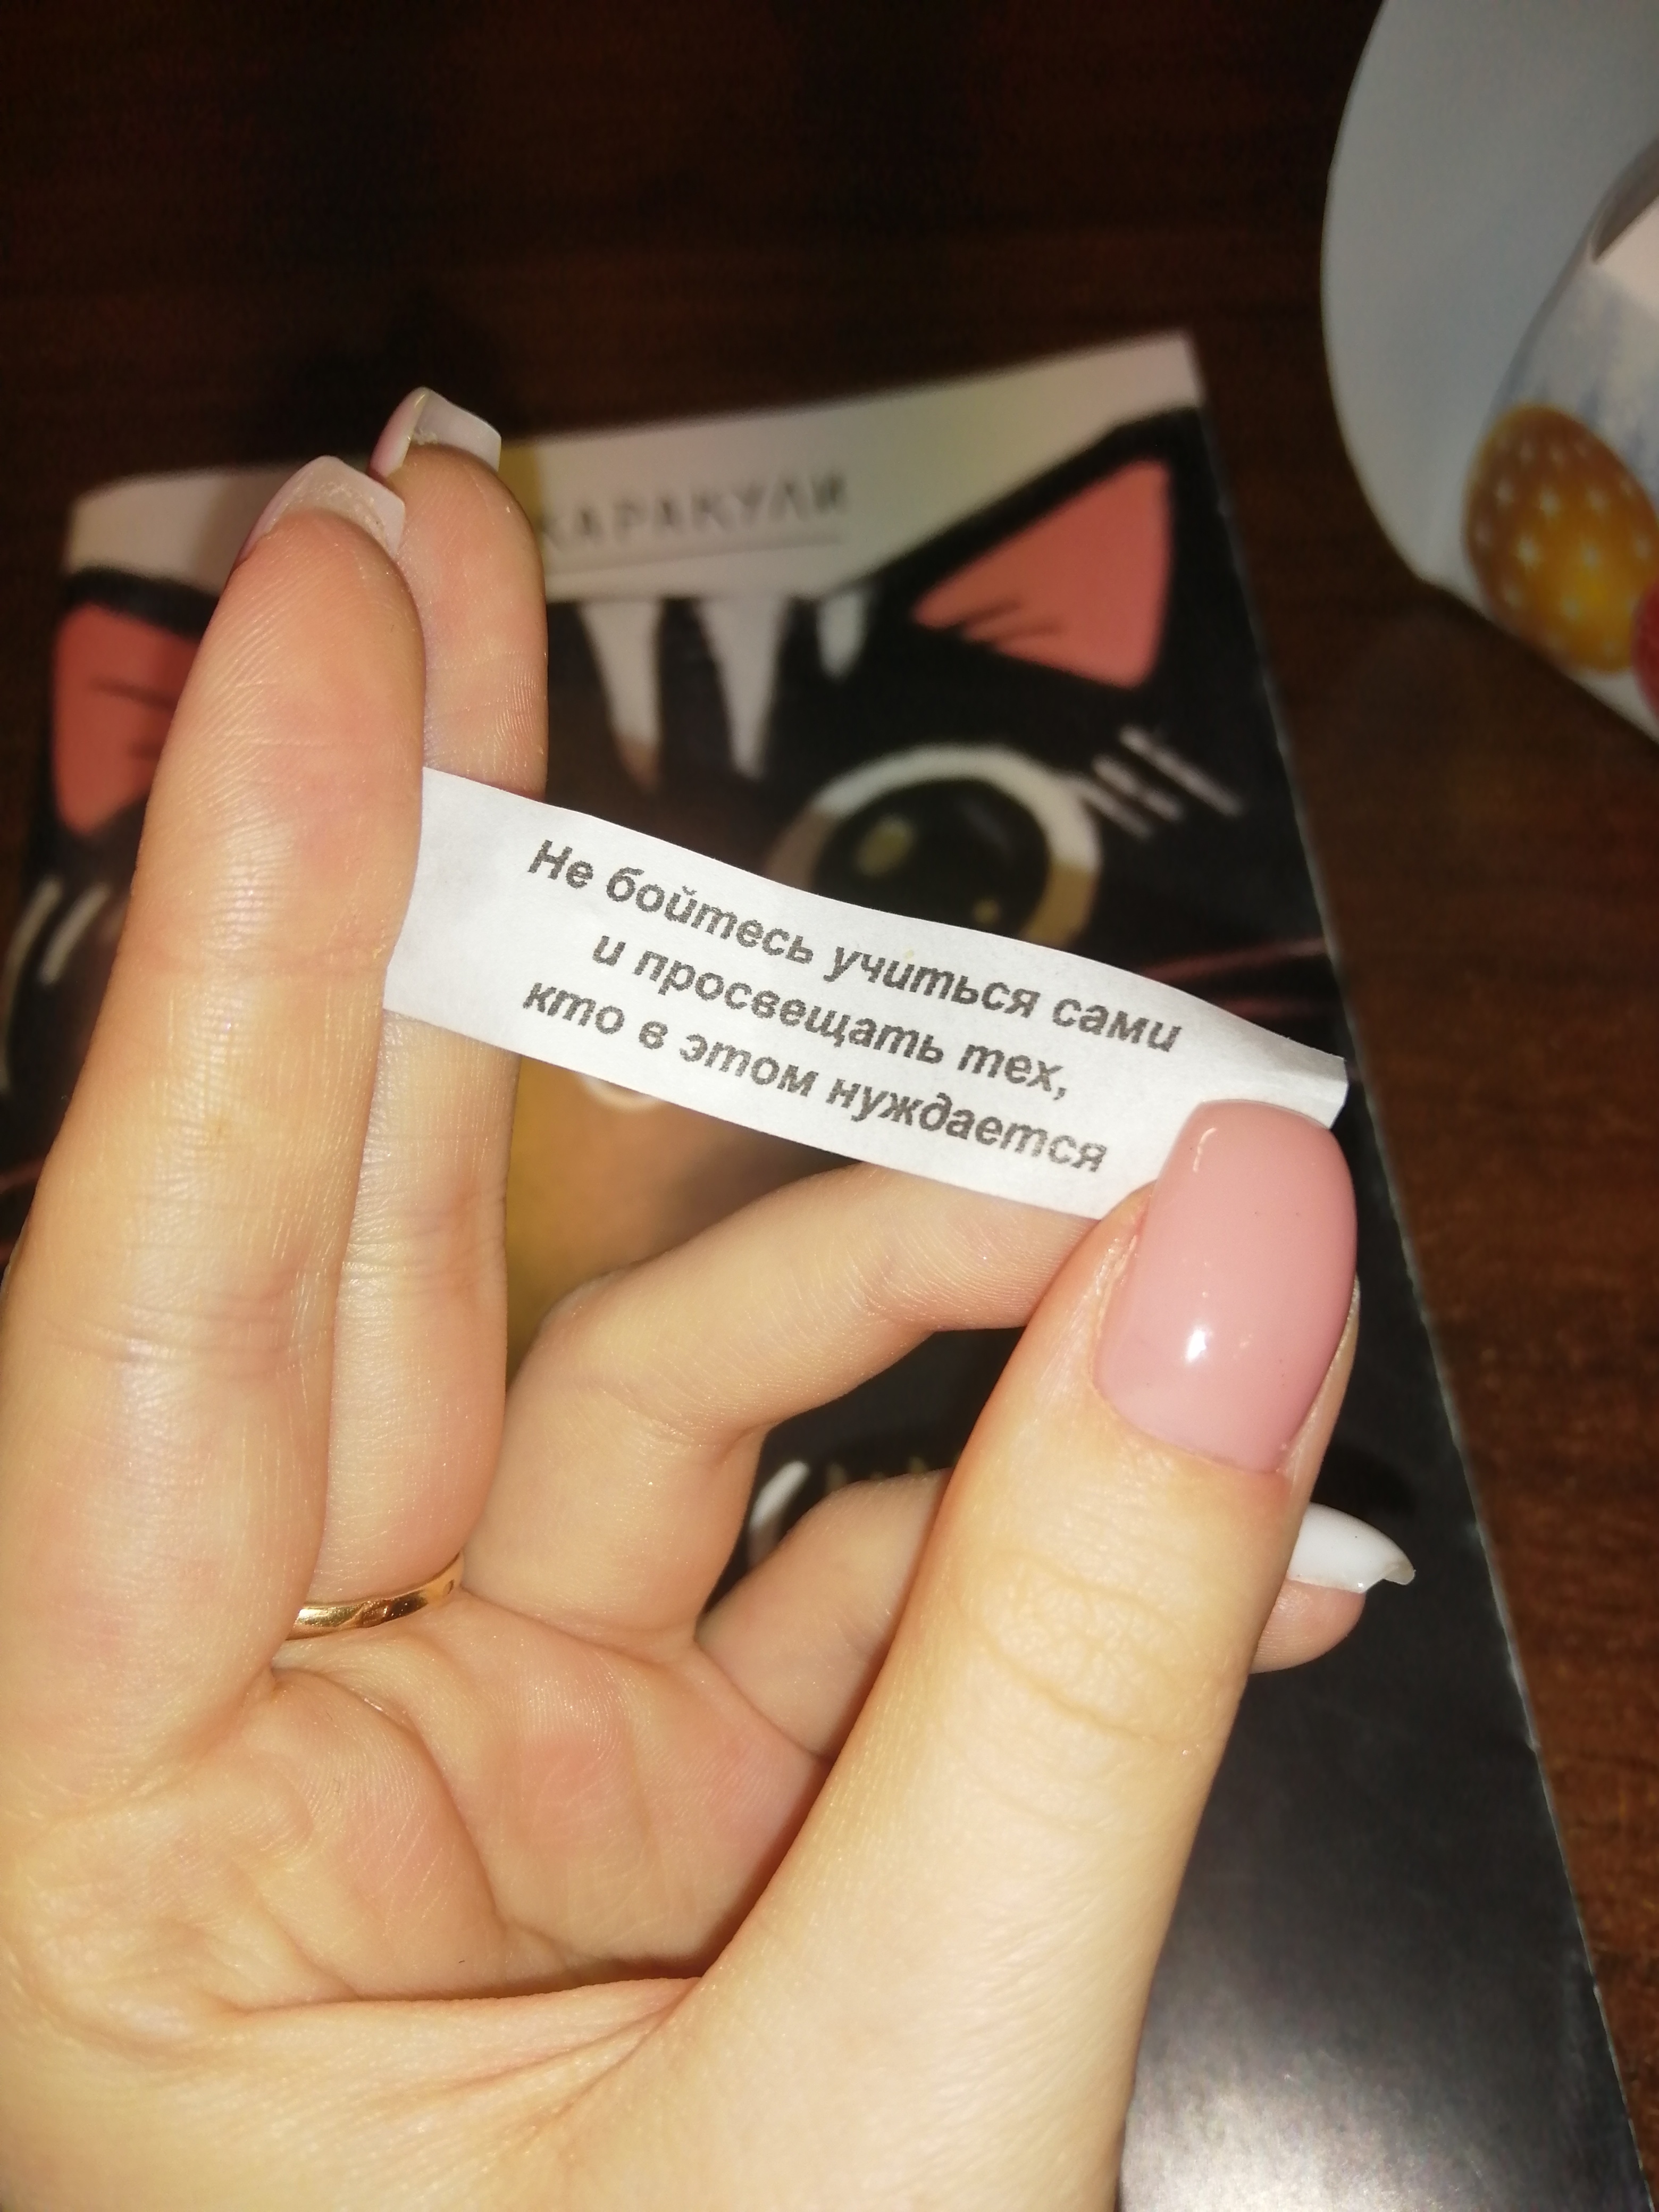 КАРАКУЛИ
Не бойтесь учиться сами
и просвещать тех,
кто в этом нуждается